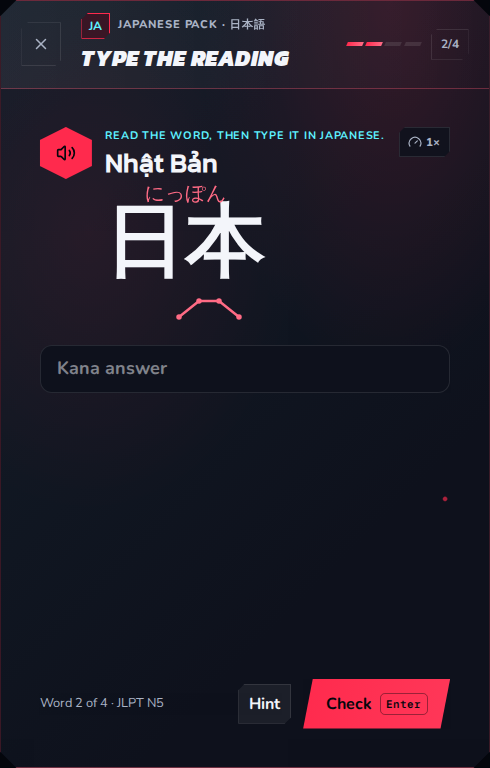 JA JAPANESE PACK · 日本語
TYPE THE READING
2/4
READ THE WORD, THEN TYPE IT IN JAPANESE.
1×
Nhật Bản
にっぽん
日本
Kana answer
Word 2 of 4 · JLPT N5
Hint
Check Enter